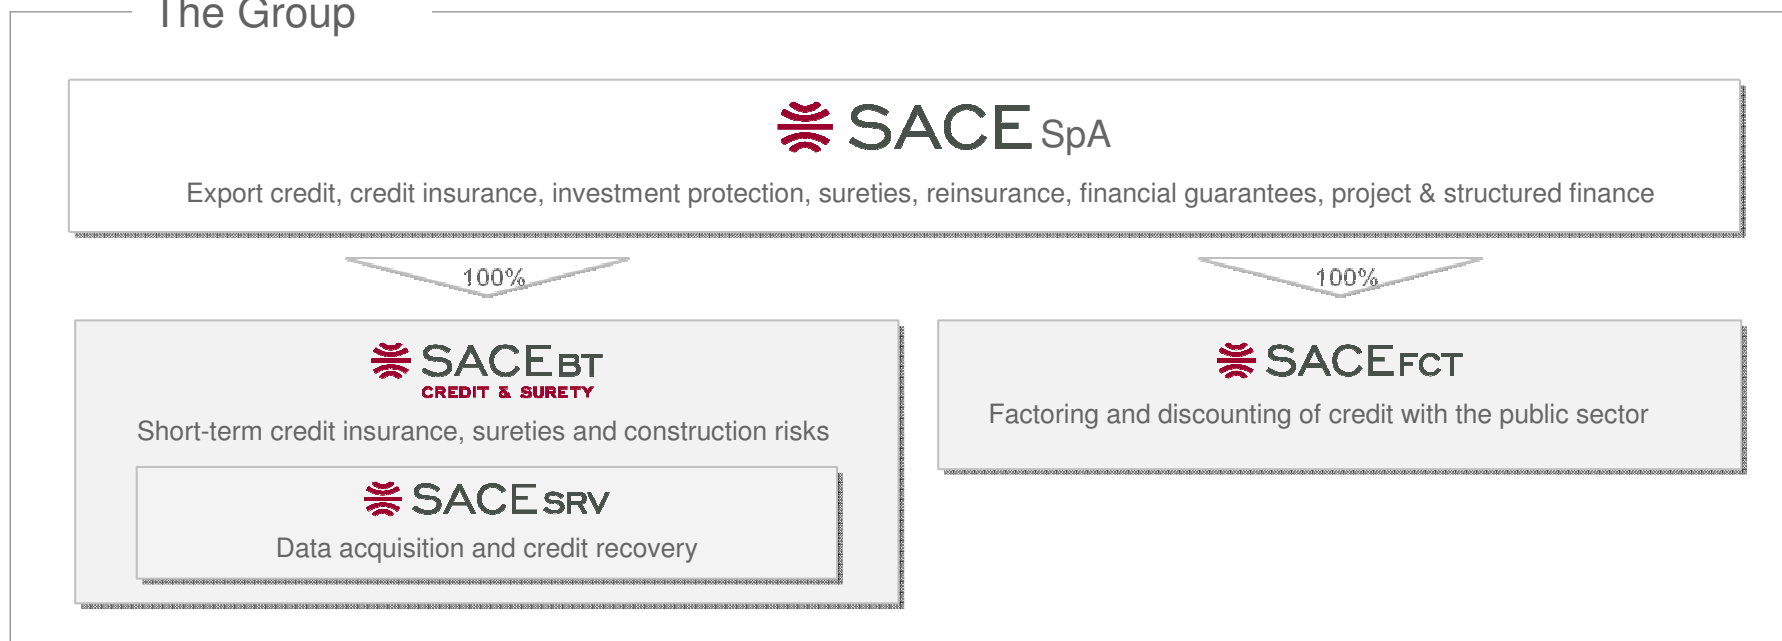 The Group
SACE SpA
Export credit, credit insurance, investment protection, sureties, reinsurance, financial guarantees, project & structured finance
100%
100%
SACE BT
CREDIT & SURETY
Short-term credit insurance, sureties and construction risks
SACE SRV
Data acquisition and credit recovery
SACE FCT
Factoring and discounting of credit with the public sector